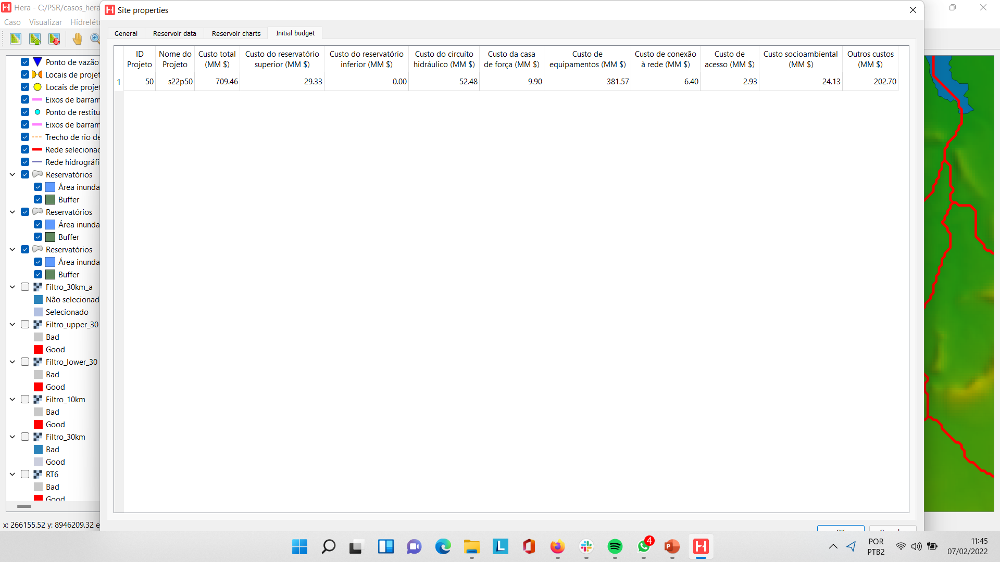 Hera - C:/PSR/casos_hera
Site properties
Caso Visualizar
General Reservoir data Reservoir charts Initial budget
ID Projeto
Nome do Projeto
Custo total (MM $)
Custo do reservatório superior (MM $)
Custo do reservatório inferior (MM $)
Custo do circuito hidráulico (MM $)
Custo da casa de força (MM $)
Custo de equipamentos (MM $)
Custo de conexão à rede (MM $)
Custo de acesso (MM $)
Custo socioambiental (MM $)
Outros custos (MM $)
1 50 s22p50 709.46 29.33 0.00 52.48 9.90 381.57 6.40 2.93 24.13 202.70
Ponto de vazão
Locais de projet
Locais de projet
Eixos de barram
Ponto de restitu
Eixos de barram
Trecho de rio de
Rede selecionad
Rede hidrográfi
Reservatórios
Área inunda
Buffer
Reservatórios
Área inunda
Buffer
Reservatórios
Área inunda
Buffer
Filtro_30km_a
Não selecionad
Selecionado
Filtro_upper_30
Bad
Good
Filtro_lower_30
Bad
Good
Filtro_10km
Bad
Good
Filtro_30km
Bad
Good
RT6
Bad
Good
x: 266155.52 y: 8946209.32 e
4
POR
PTB2
11:45
07/02/2022